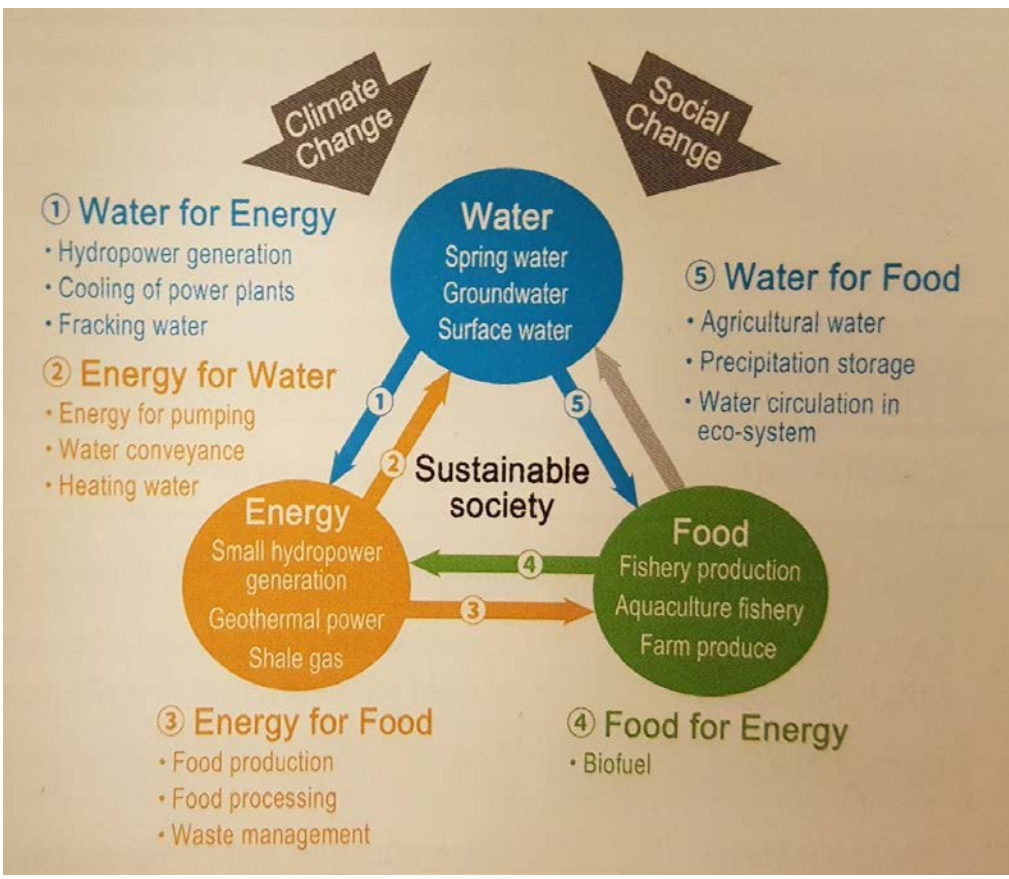 Climate
Change
Social
Change
① Water for Energy
• Hydropower generation
• Cooling of power plants
• Fracking water
② Energy for Water
• Energy for pumping
• Water conveyance
• Heating water
Water
Spring water
Groundwater
Surface water
⑤ Water for Food
• Agricultural water
• Precipitation storage
• Water circulation in
eco-system
①
②
⑤
Sustainable
society
Energy
Small hydropower
generation
Geothermal power
Shale gas
④
③
Food
Fishery production
Aquaculture fishery
Farm produce
③ Energy for Food
• Food production
• Food processing
• Waste management
④ Food for Energy
• Biofuel